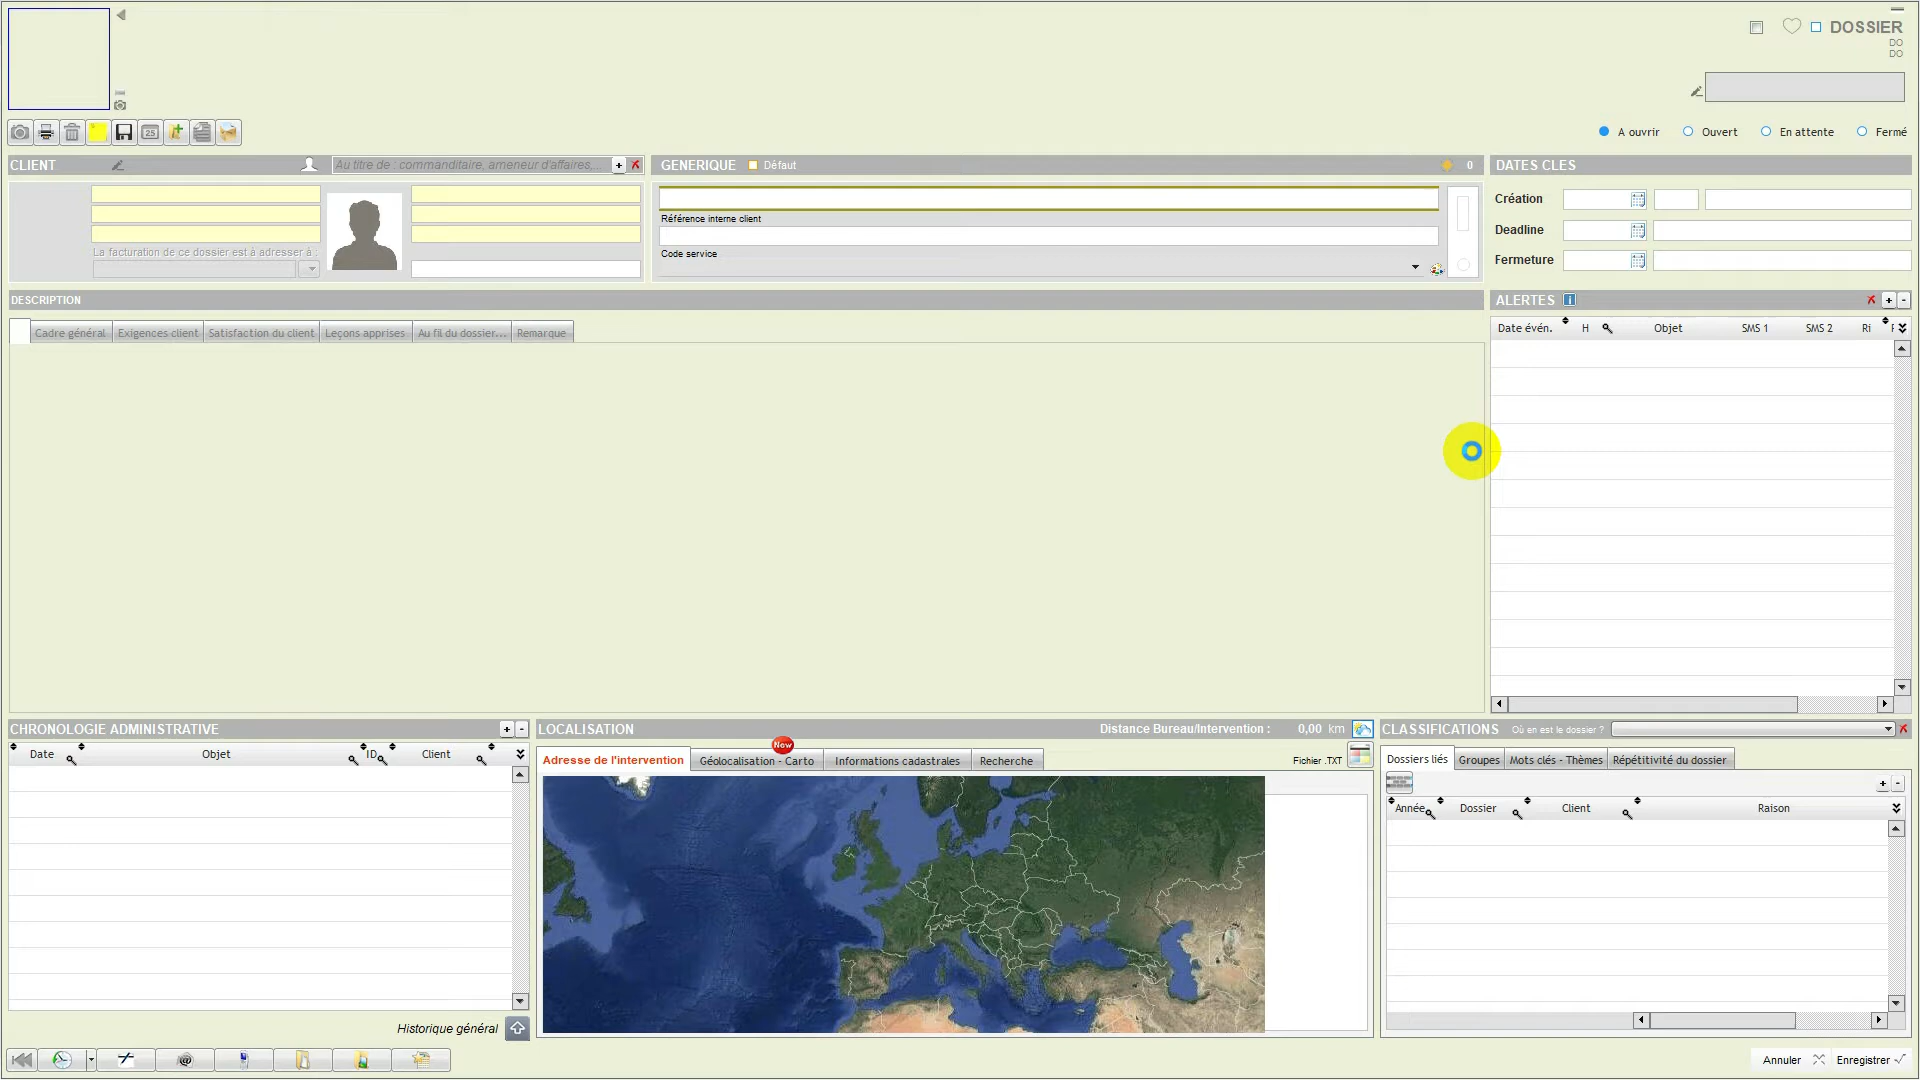 DOSSIER
DO
DO
25
A ouvrir Ouvert En attente Fermé
CLIENT
Au titre de : commanditaire, ameneur d'affaires,...
+
La facturation de ce dossier est à adresser à :
GENERIQUE Défaut 0
Référence interne client
Code service
DATES CLES
Création
Deadline
Fermeture
DESCRIPTION
Cadre général Exigences client Satisfaction du client Leçons apprises Au fil du dossier... Remarque
ALERTES i + -
Date évén. H Objet SMS 1 SMS 2 Ri
CHRONOLOGIE ADMINISTRATIVE + -
Date Objet ID Client
Historique général
LOCALISATION Distance Bureau/Intervention : 0,00 km
New
Adresse de l'intervention Géolocalisation - Carto Informations cadastrales Recherche Fichier .TXT
CLASSIFICATIONS Où en est le dossier ?
Dossiers liés Groupes Mots clés - Thèmes Répétitivité du dossier
+ -
Année Dossier Client Raison
Annuler Enregistrer